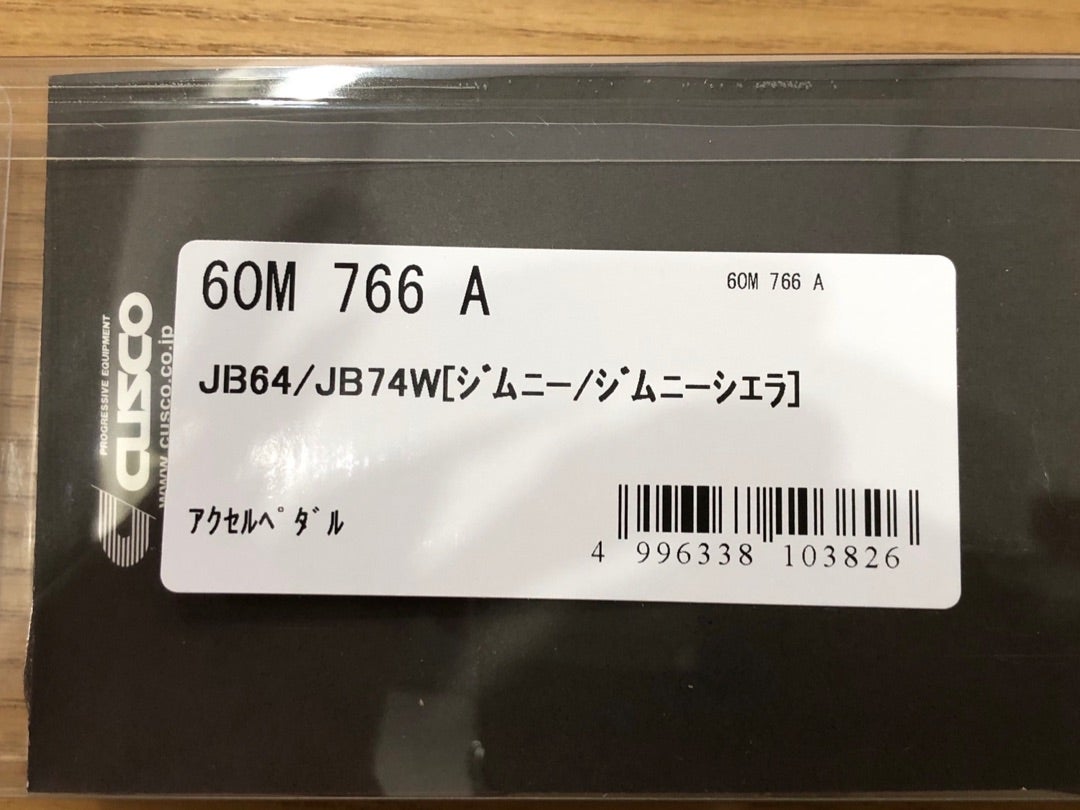 60M 766 A
60M 766 A
JB64/JB74W[ジムニー/ジムニーシエラ]
アクセルペダル
4 996338 103826
PROGRESSIVE EQUIPMENT
CUSCO
www.cusco.co.jp